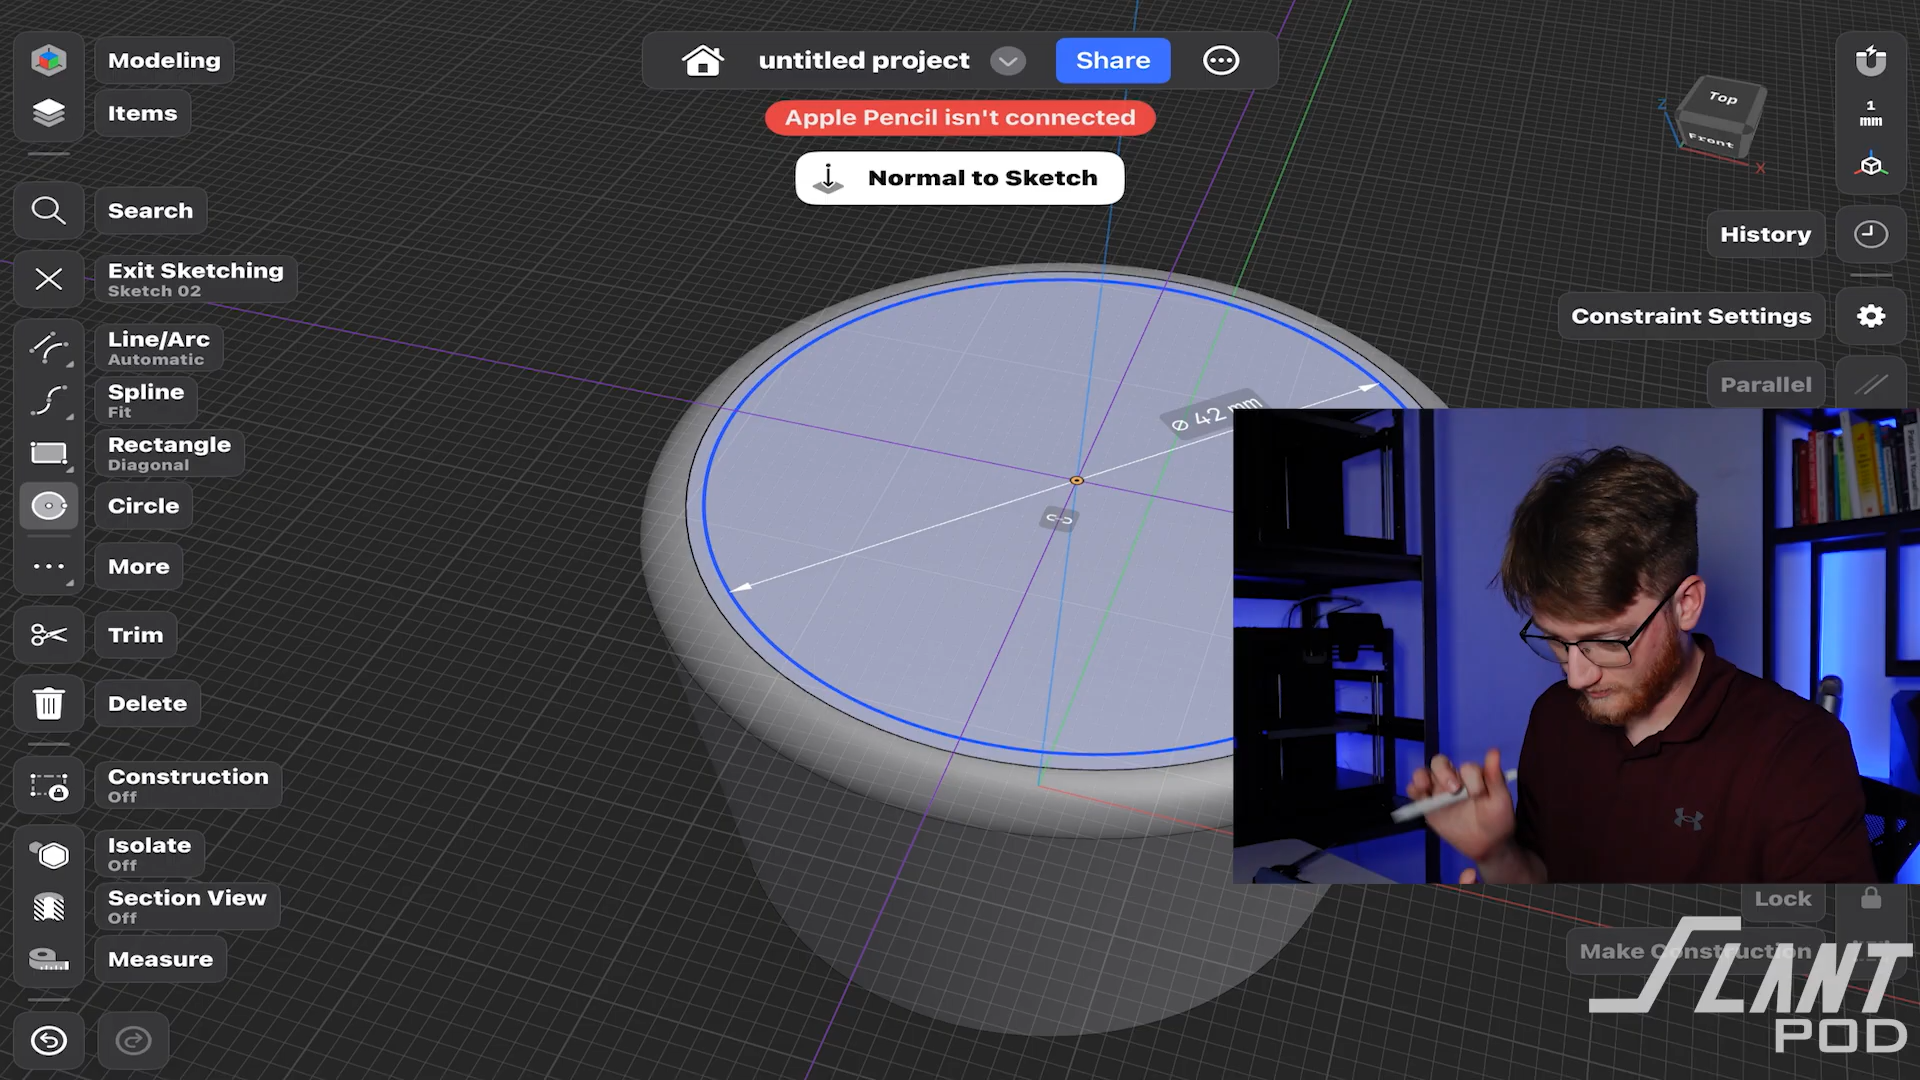 Modeling
Items
Search
Exit Sketching
Sketch 02
Line/Arc
Automatic
Spline
Fit
Rectangle
Diagonal
Circle
More
Trim
Delete
Construction
Off
Isolate
Off
Section View
Off
Measure
untitled project
Share
Apple Pencil isn't connected
Normal to Sketch
⌀ 42 mm
Top
Front
Z
X
1
mm
History
Constraint Settings
Parallel
Lock
Make Construction
SLANT
POD